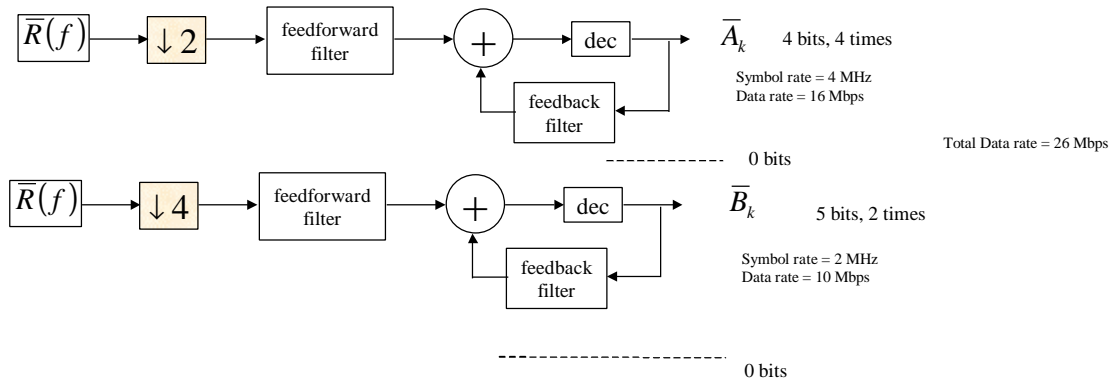 R̅(f)
↓ 2
feedforward
filter
+
dec
A̅k
4 bits, 4 times
feedback
filter
Symbol rate = 4 MHz
Data rate = 16 Mbps
Total Data rate = 26 Mbps
0 bits
R̅(f)
↓ 4
feedforward
filter
+
dec
B̅k
5 bits, 2 times
feedback
filter
Symbol rate = 2 MHz
Data rate = 10 Mbps
0 bits